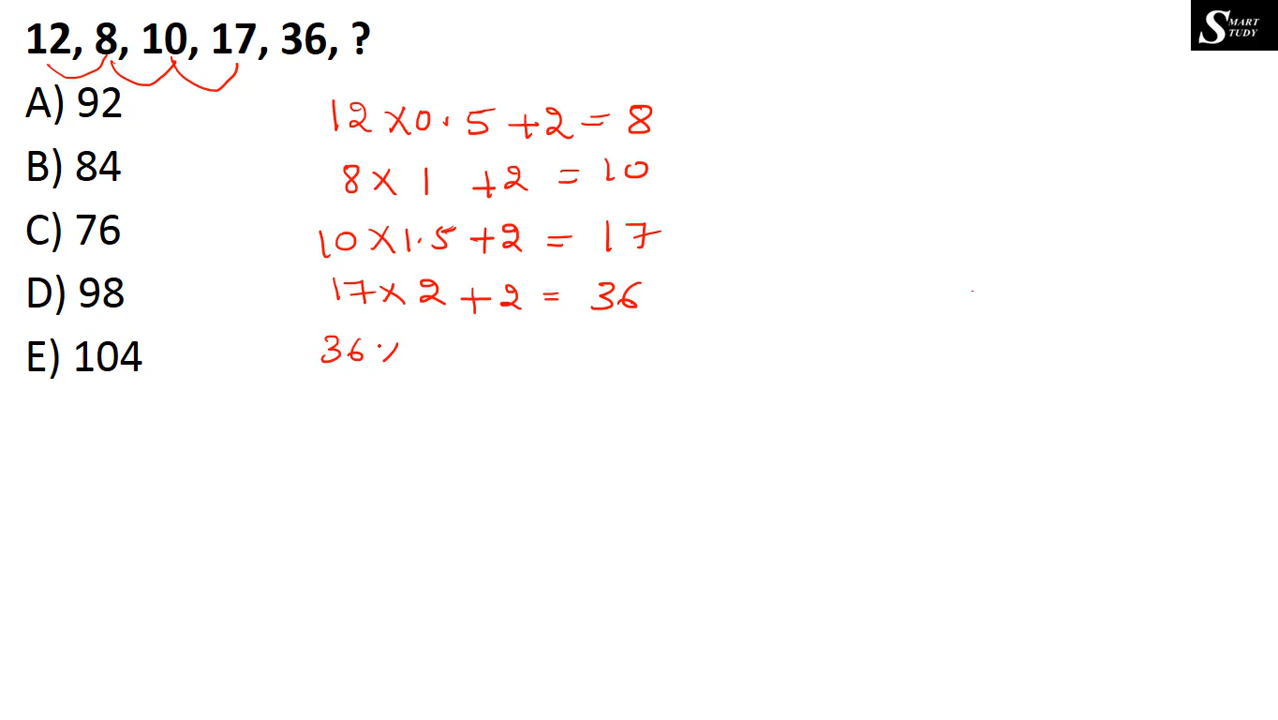 12, 8, 10, 17, 36, ?
SMART
STUDY
A) 92
B) 84
C) 76
D) 98
E) 104
12 × 0.5 + 2 = 8
8 × 1 + 2 = 10
10 × 1.5 + 2 = 17
17 × 2 + 2 = 36
36